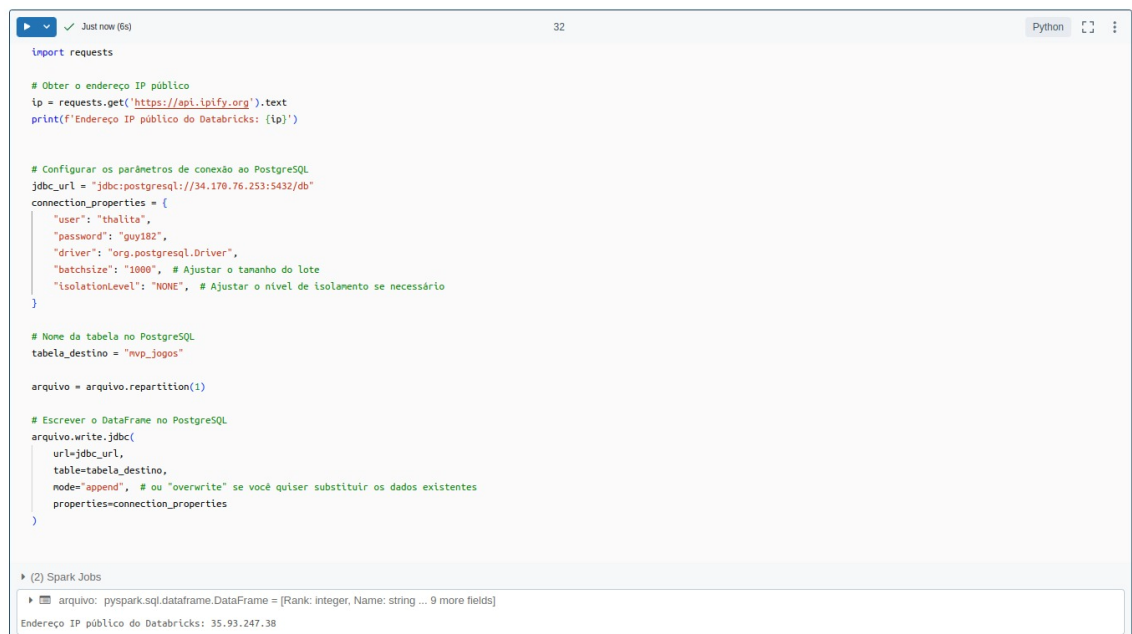 Just now (6s)
32
Python
import requests
# Obter o endereço IP público
ip = requests.get('https://api.ipify.org').text
print(f'Endereço IP público do Databricks: {ip}')
# Configurar os parâmetros de conexão ao PostgreSQL
jdbc_url = "jdbc:postgresql://34.170.76.253:5432/db"
connection_properties = {
"user": "thalita",
"password": "guy182",
"driver": "org.postgresql.Driver",
"batchsize": "1000",  # Ajustar o tamanho do lote
"isolationLevel": "NONE",  # Ajustar o nível de isolamento se necessário
}
# Nome da tabela no PostgreSQL
tabela_destino = "mvp_jogos"
arquivo = arquivo.repartition(1)
# Escrever o DataFrame no PostgreSQL
arquivo.write.jdbc(
url=jdbc_url,
table=tabela_destino,
mode="append",  # ou "overwrite" se você quiser substituir os dados existentes
properties=connection_properties
)
(2) Spark Jobs
arquivo: pyspark.sql.dataframe.DataFrame = [Rank: integer, Name: string ... 9 more fields]
Endereço IP público do Databricks: 35.93.247.38